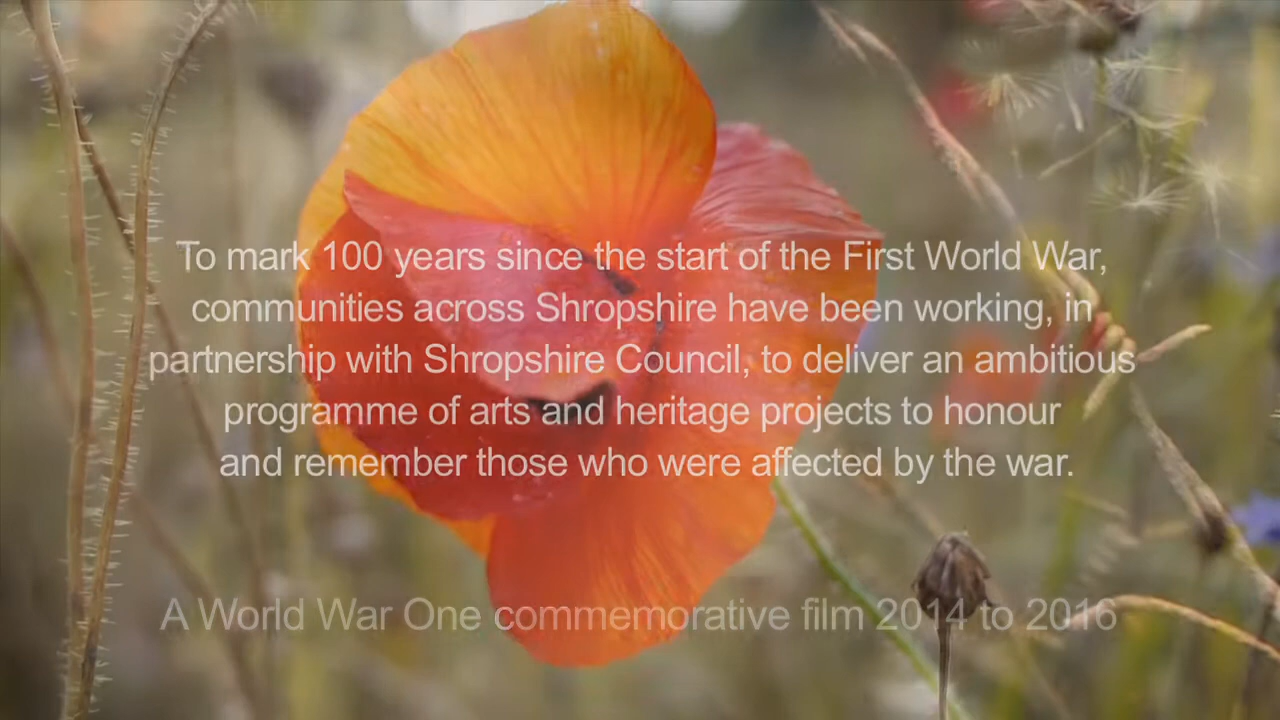 To mark 100 years since the start of the First World War,
communities across Shropshire have been working, in
partnership with Shropshire Council, to deliver an ambitious
programme of arts and heritage projects to honour
and remember those who were affected by the war.
A World War One commemorative film 2014 to 2016